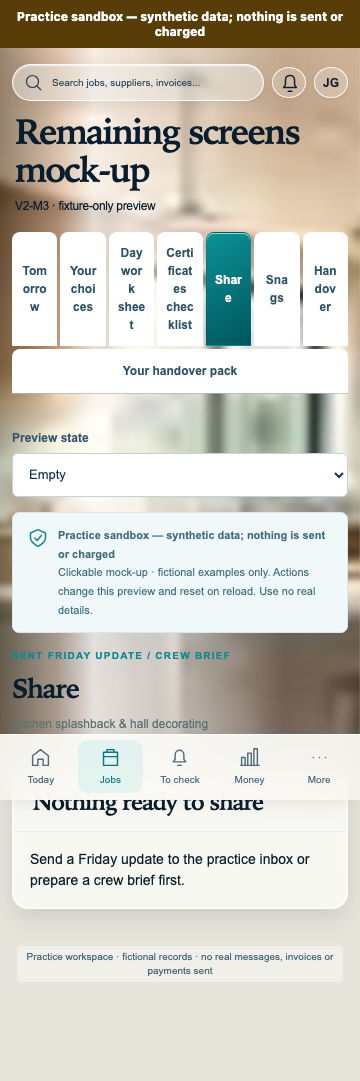 Practice sandbox — synthetic data; nothing is sent or
charged
Search jobs, suppliers, invoices...
JG
Remaining screens
mock-up
V2-M3 · fixture-only preview
Tom
orro
w
Your
choi
ces
Day
wor
k
shee
t
Certi
ficat
es
chec
klist
Shar
e
Sna
gs
Han
dov
er
Your handover pack
Preview state
Empty
Practice sandbox — synthetic data; nothing is sent
or charged
Clickable mock-up · fictional examples only. Actions
change this preview and reset on reload. Use no real
details.
SENT FRIDAY UPDATE / CREW BRIEF
Share
Kitchen splashback & hall decorating
Today
Jobs
To check
Money
More
Nothing ready to share
Send a Friday update to the practice inbox or
prepare a crew brief first.
Practice workspace · fictional records · no real messages, invoices or
payments sent